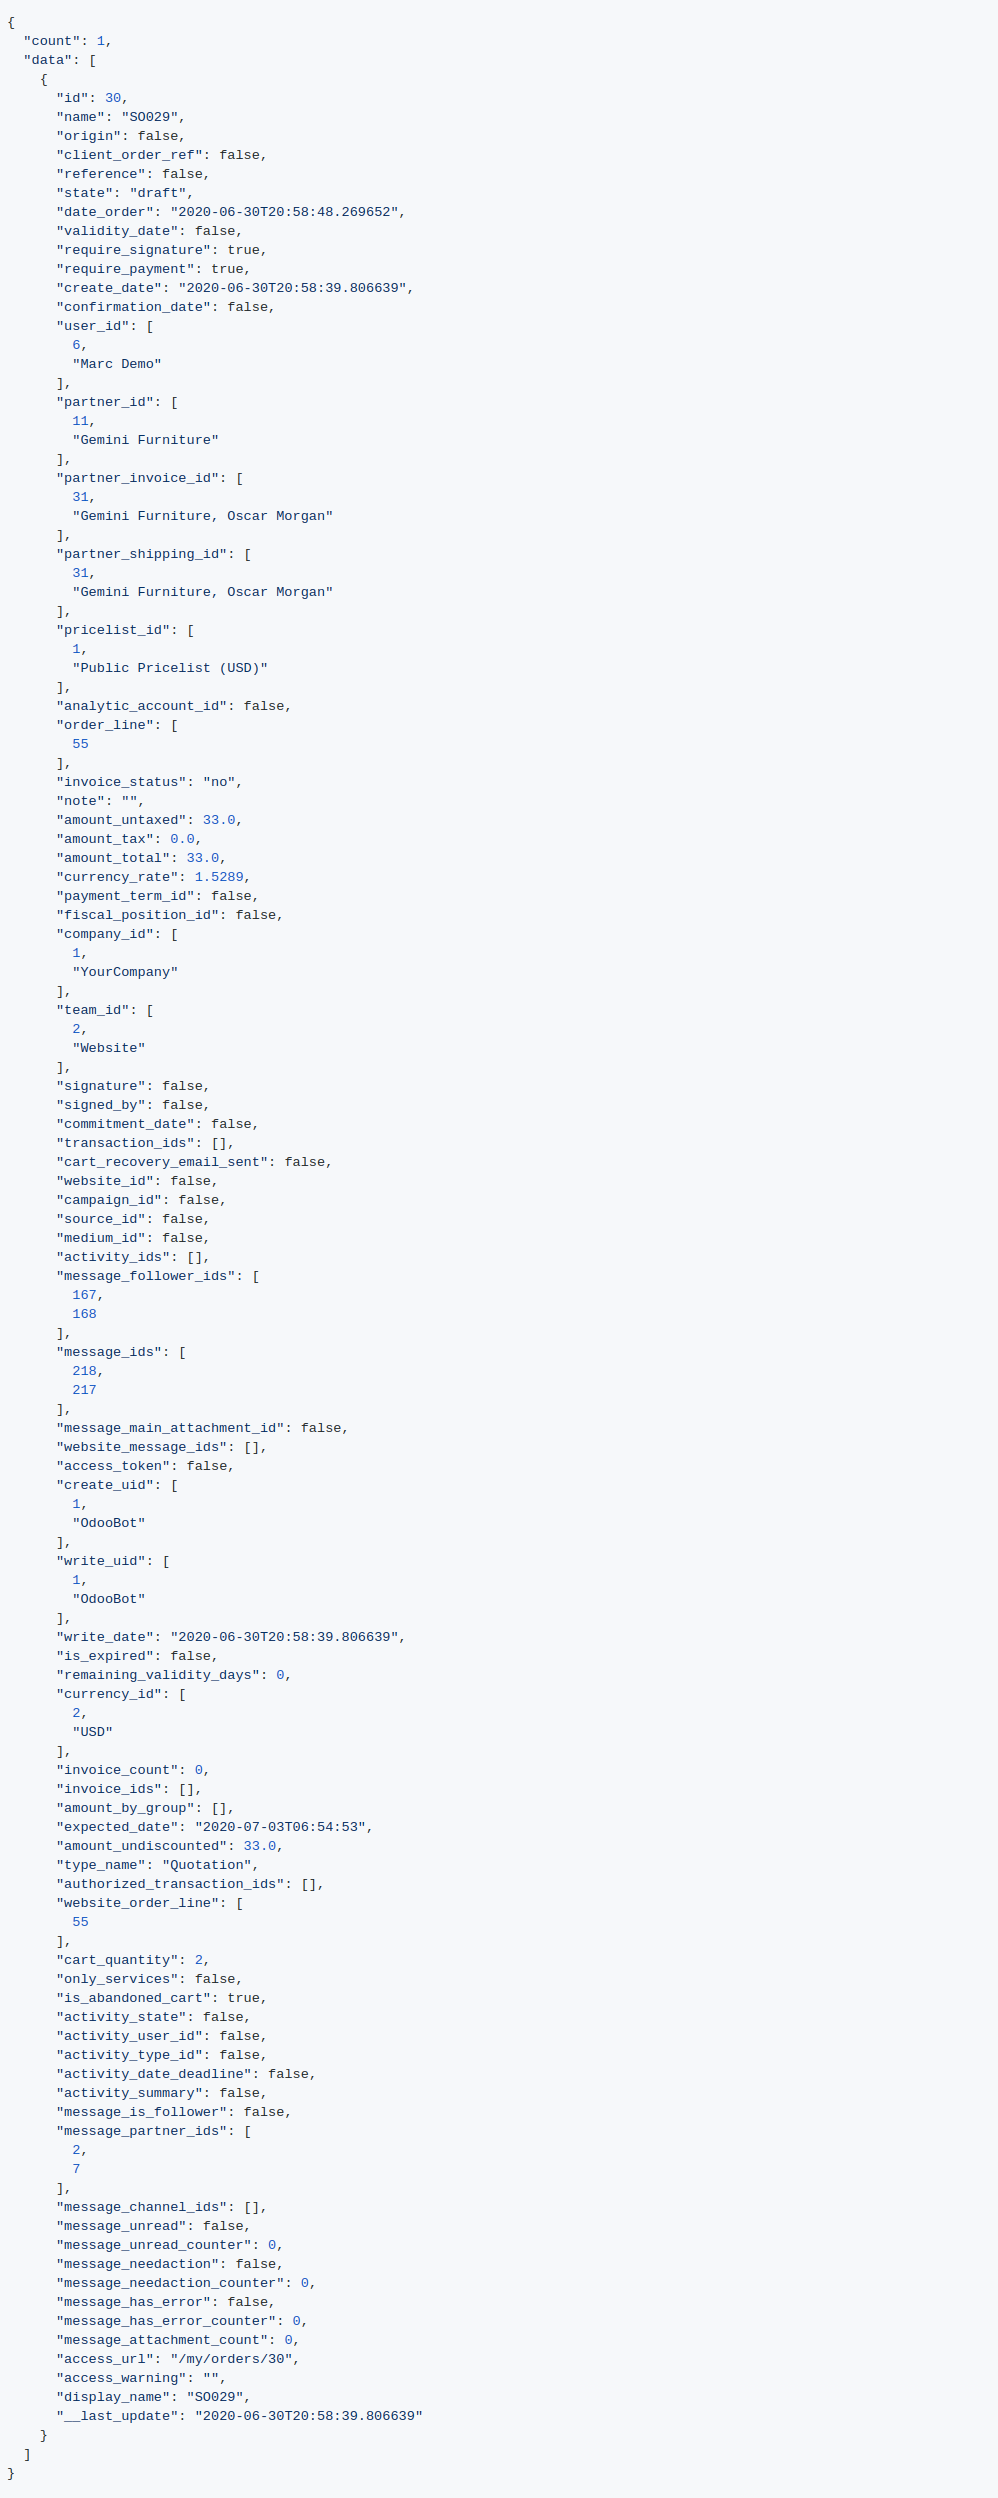 {
  "count": 1,
  "data": [
    {
      "id": 30,
      "name": "SO029",
      "origin": false,
      "client_order_ref": false,
      "reference": false,
      "state": "draft",
      "date_order": "2020-06-30T20:58:48.269652",
      "validity_date": false,
      "require_signature": true,
      "require_payment": true,
      "create_date": "2020-06-30T20:58:39.806639",
      "confirmation_date": false,
      "user_id": [
        6,
        "Marc Demo"
      ],
      "partner_id": [
        11,
        "Gemini Furniture"
      ],
      "partner_invoice_id": [
        31,
        "Gemini Furniture, Oscar Morgan"
      ],
      "partner_shipping_id": [
        31,
        "Gemini Furniture, Oscar Morgan"
      ],
      "pricelist_id": [
        1,
        "Public Pricelist (USD)"
      ],
      "analytic_account_id": false,
      "order_line": [
        55
      ],
      "invoice_status": "no",
      "note": "",
      "amount_untaxed": 33.0,
      "amount_tax": 0.0,
      "amount_total": 33.0,
      "currency_rate": 1.5289,
      "payment_term_id": false,
      "fiscal_position_id": false,
      "company_id": [
        1,
        "YourCompany"
      ],
      "team_id": [
        2,
        "Website"
      ],
      "signature": false,
      "signed_by": false,
      "commitment_date": false,
      "transaction_ids": [],
      "cart_recovery_email_sent": false,
      "website_id": false,
      "campaign_id": false,
      "source_id": false,
      "medium_id": false,
      "activity_ids": [],
      "message_follower_ids": [
        167,
        168
      ],
      "message_ids": [
        218,
        217
      ],
      "message_main_attachment_id": false,
      "website_message_ids": [],
      "access_token": false,
      "create_uid": [
        1,
        "OdooBot"
      ],
      "write_uid": [
        1,
        "OdooBot"
      ],
      "write_date": "2020-06-30T20:58:39.806639",
      "is_expired": false,
      "remaining_validity_days": 0,
      "currency_id": [
        2,
        "USD"
      ],
      "invoice_count": 0,
      "invoice_ids": [],
      "amount_by_group": [],
      "expected_date": "2020-07-03T06:54:53",
      "amount_undiscounted": 33.0,
      "type_name": "Quotation",
      "authorized_transaction_ids": [],
      "website_order_line": [
        55
      ],
      "cart_quantity": 2,
      "only_services": false,
      "is_abandoned_cart": true,
      "activity_state": false,
      "activity_user_id": false,
      "activity_type_id": false,
      "activity_date_deadline": false,
      "activity_summary": false,
      "message_is_follower": false,
      "message_partner_ids": [
        2,
        7
      ],
      "message_channel_ids": [],
      "message_unread": false,
      "message_unread_counter": 0,
      "message_needaction": false,
      "message_needaction_counter": 0,
      "message_has_error": false,
      "message_has_error_counter": 0,
      "message_attachment_count": 0,
      "access_url": "/my/orders/30",
      "access_warning": "",
      "display_name": "SO029",
      "__last_update": "2020-06-30T20:58:39.806639"
    }
  ]
}